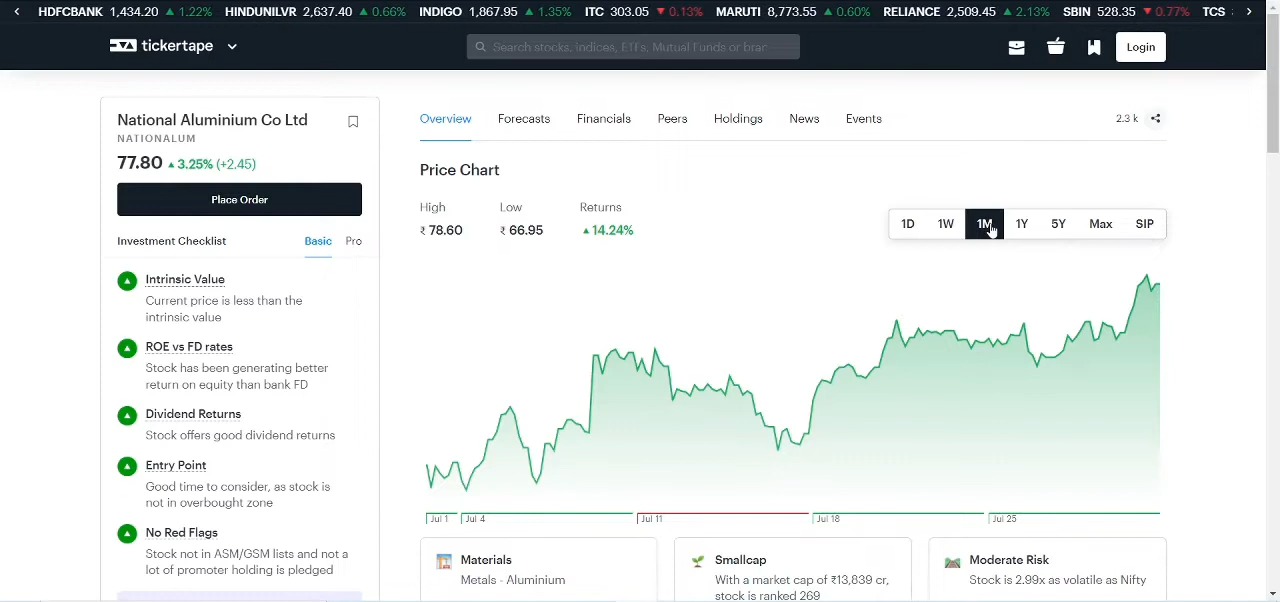 HDFCBANK 1,434.20 ▲ 1.22% HINDUNILVR 2,637.40 ▲ 0.66% INDIGO 1,867.95 ▲ 1.35% ITC 303.05 ▼ 0.13% MARUTI 8,773.55 ▲ 0.60% RELIANCE 2,509.45 ▲ 2.13% SBIN 528.35 ▼ 0.77% TCS
tickertape
Search stocks, indices, ETFs, Mutual Funds or bran
Login
National Aluminium Co Ltd
NATIONALUM
77.80 ▲ 3.25% (+2.45)
Place Order
Investment Checklist Basic Pro
Intrinsic Value
Current price is less than the
intrinsic value
ROE vs FD rates
Stock has been generating better
return on equity than bank FD
Dividend Returns
Stock offers good dividend returns
Entry Point
Good time to consider, as stock is
not in overbought zone
No Red Flags
Stock not in ASM/GSM lists and not a
lot of promoter holding is pledged
Overview Forecasts Financials Peers Holdings News Events 2.3 k
Price Chart
High Low Returns
₹ 78.60 ₹ 66.95 ▲ 14.24%
1D 1W 1M 1Y 5Y Max SIP
Jul 1 Jul 4 Jul 11 Jul 18 Jul 25
Materials
Metals - Aluminium
Smallcap
With a market cap of ₹13,839 cr,
stock is ranked 269
Moderate Risk
Stock is 2.99x as volatile as Nifty